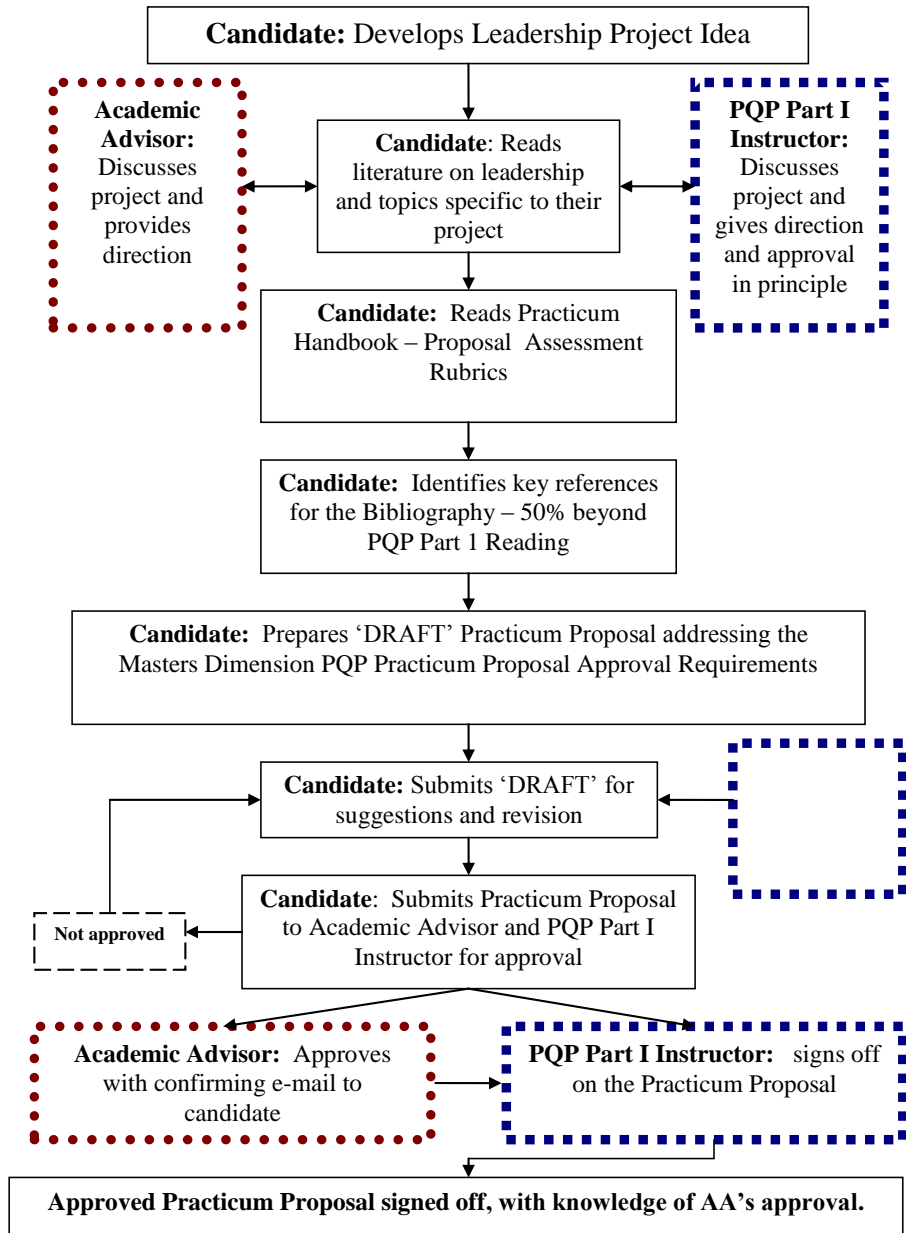 Candidate: Develops Leadership Project Idea
Academic
Advisor:
Discusses
project and
provides
direction
Candidate: Reads
literature on leadership
and topics specific to their
project
PQP Part I
Instructor:
Discusses
project and
gives direction
and approval
in principle
Candidate: Reads Practicum
Handbook – Proposal Assessment
Rubrics
Candidate: Identifies key references
for the Bibliography – 50% beyond
PQP Part 1 Reading
Candidate: Prepares ‘DRAFT’ Practicum Proposal addressing the
Masters Dimension PQP Practicum Proposal Approval Requirements
Candidate: Submits ‘DRAFT’ for
suggestions and revision
Candidate: Submits Practicum Proposal
to Academic Advisor and PQP Part I
Instructor for approval
Not approved
Academic Advisor: Approves
with confirming e-mail to
candidate
PQP Part I Instructor: signs off
on the Practicum Proposal
Approved Practicum Proposal signed off, with knowledge of AA’s approval.